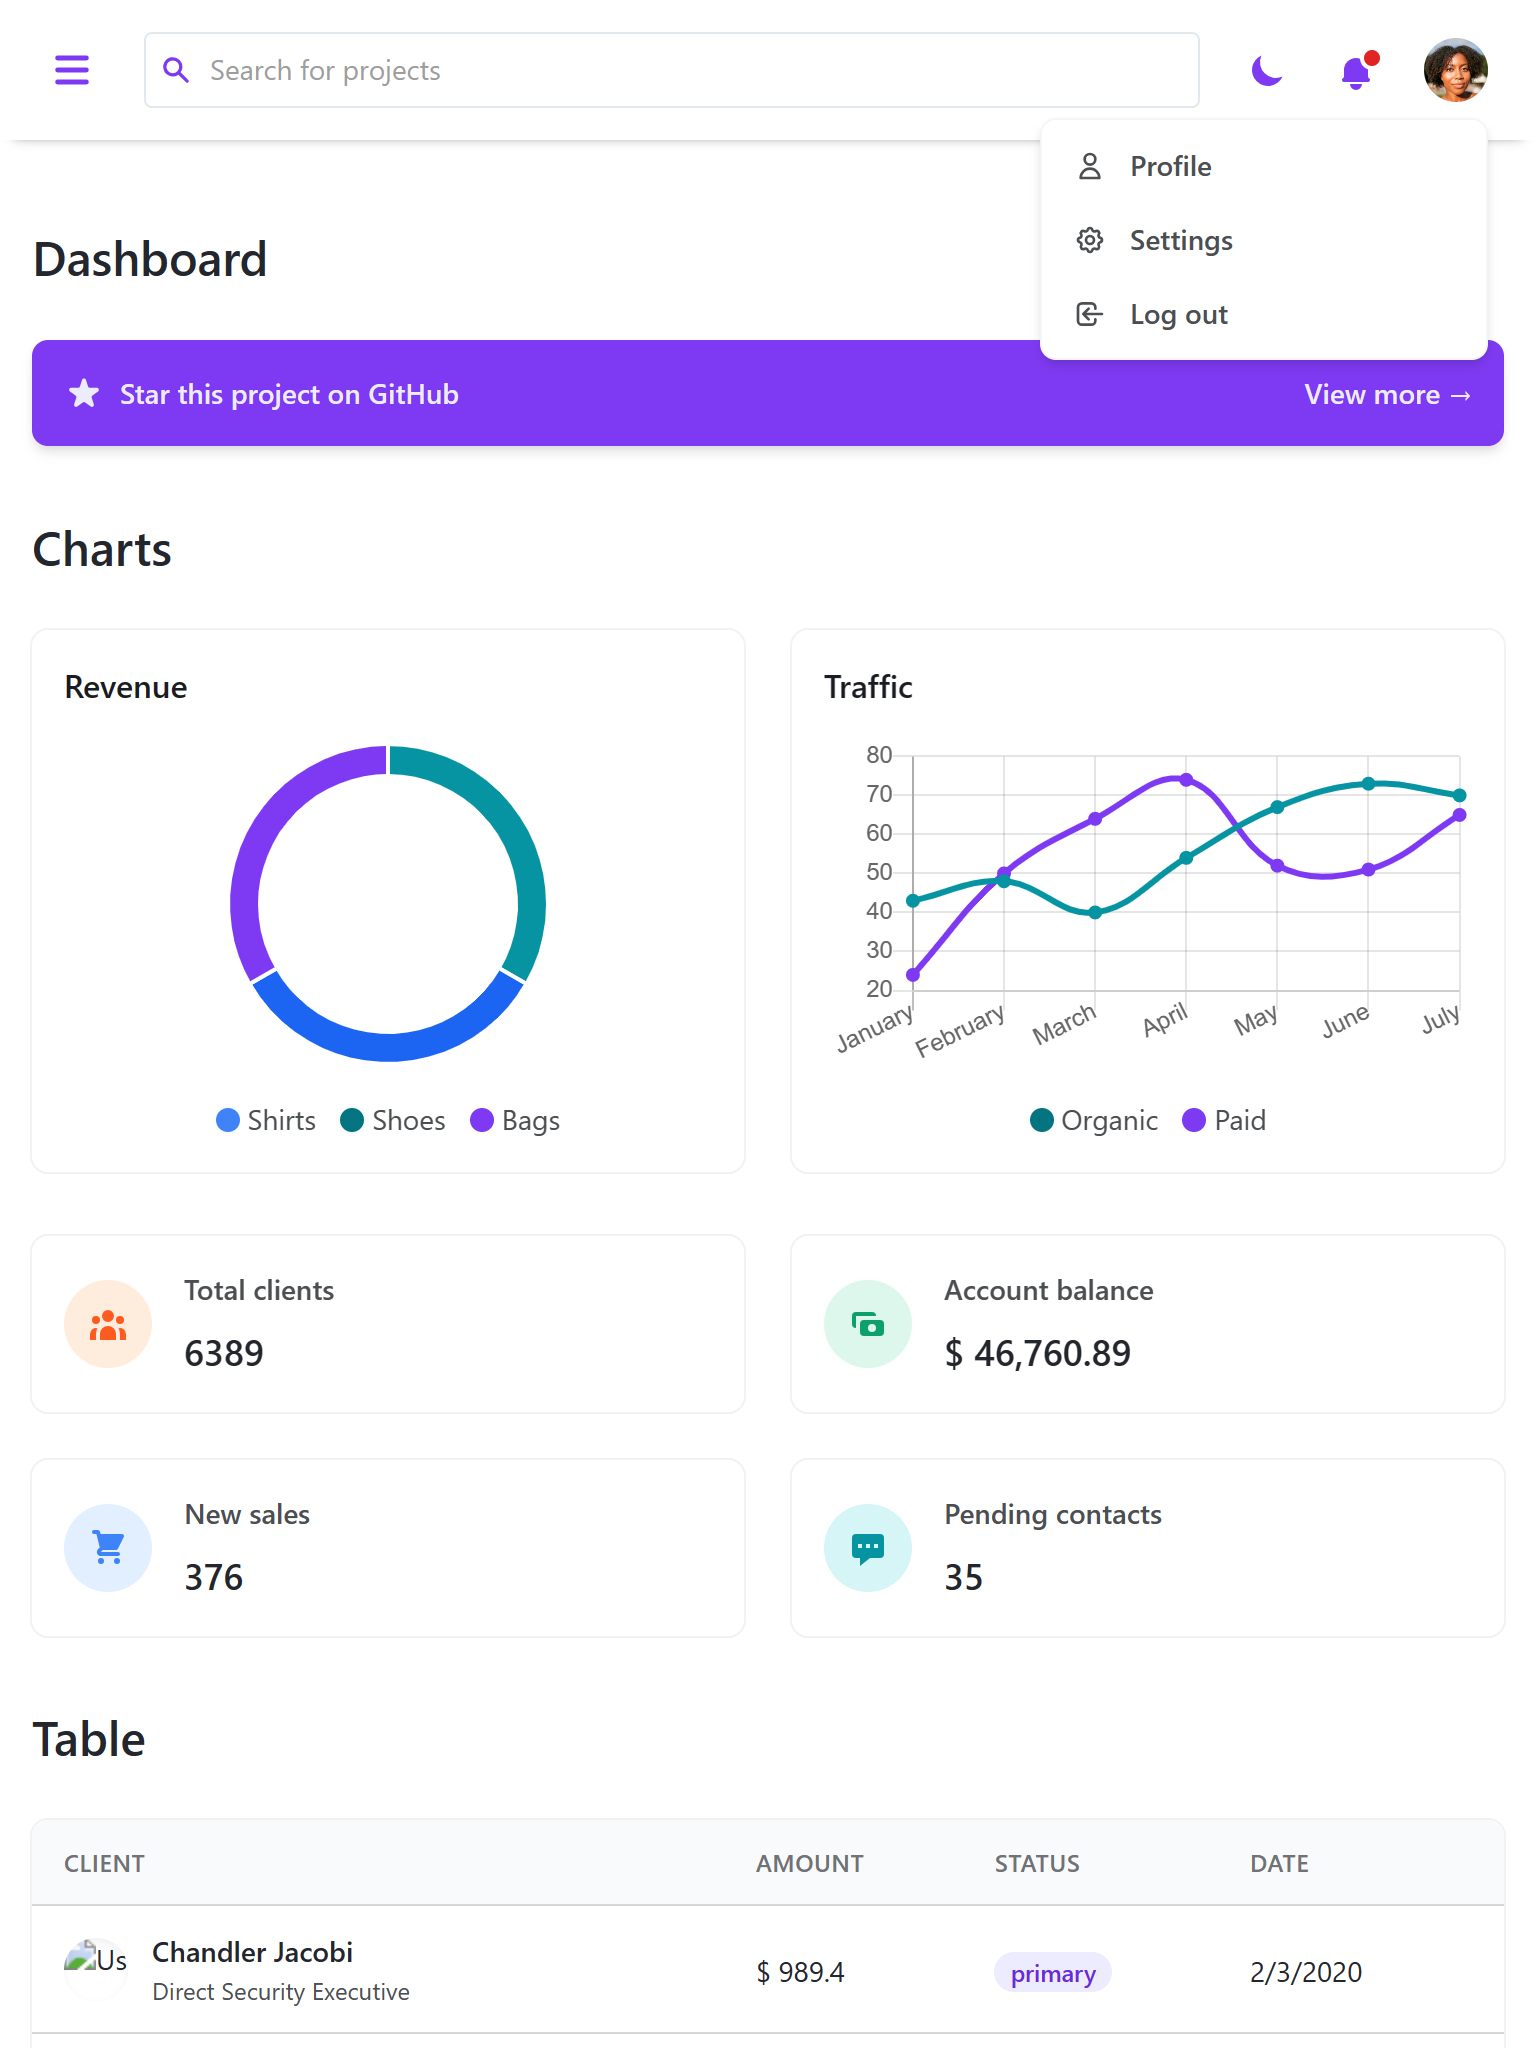 Search for projects
Profile
Settings
Log out
Dashboard
Star this project on GitHub
View more →
Charts
Revenue
Shirts
Shoes
Bags
Traffic
80
70
60
50
40
30
20
January
February
March
April
May
June
July
Organic
Paid
Total clients
6389
Account balance
$ 46,760.89
New sales
376
Pending contacts
35
Table
CLIENT AMOUNT STATUS DATE
Us
Chandler Jacobi
Direct Security Executive
$ 989.4
primary
2/3/2020